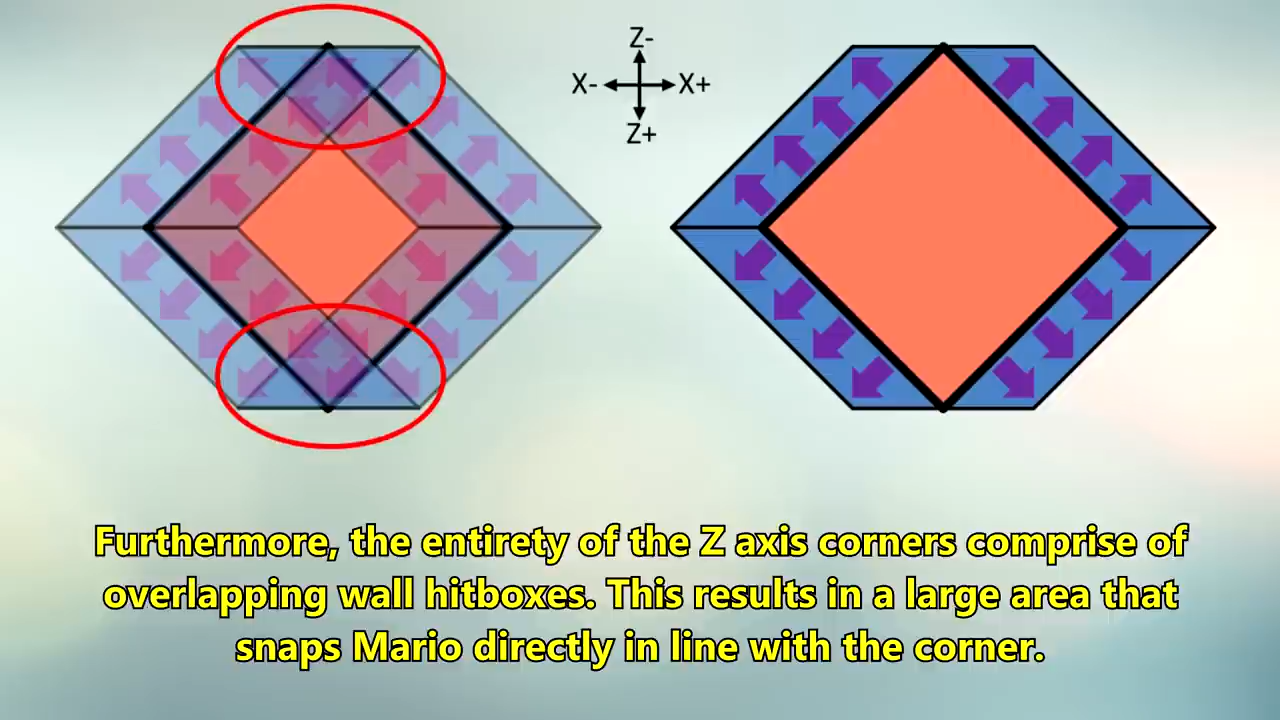 Z-
X-
X+
Z+
Furthermore, the entirety of the Z axis corners comprise of
overlapping wall hitboxes. This results in a large area that
snaps Mario directly in line with the corner.